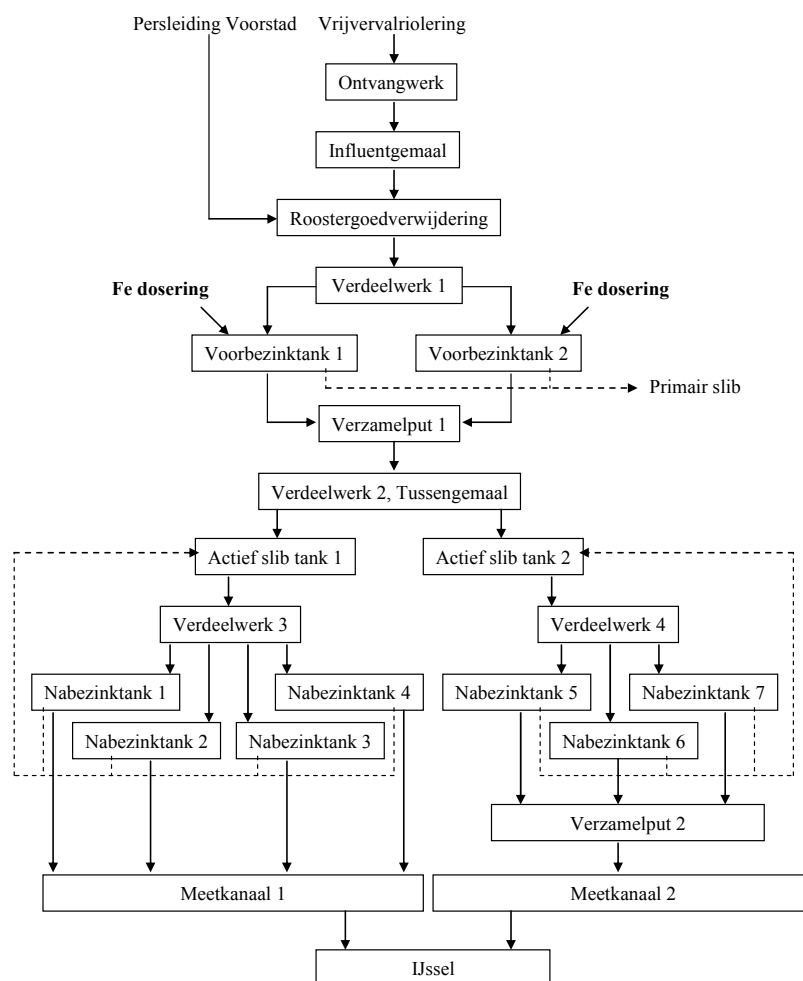 Persleiding Voorstad
Vrijvervalriolering
Ontvangwerk
Influentgemaal
Roostergoedverwijdering
Verdeelwerk 1
Fe dosering
Fe dosering
Voorbezinktank 1
Voorbezinktank 2
Primair slib
Verzamelput 1
Verdeelwerk 2, Tussengemaal
Actief slib tank 1
Actief slib tank 2
Verdeelwerk 3
Verdeelwerk 4
Nabezinktank 1
Nabezinktank 4
Nabezinktank 5
Nabezinktank 7
Nabezinktank 2
Nabezinktank 3
Nabezinktank 6
Verzamelput 2
Meetkanaal 1
Meetkanaal 2
IJssel